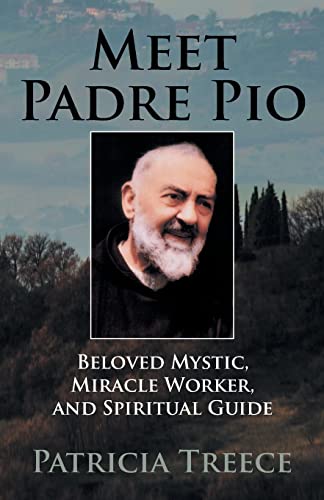 MEET
PADRE PIO
BELOVED MYSTIC,
MIRACLE WORKER,
AND SPIRITUAL GUIDE
PATRICIA TREECE